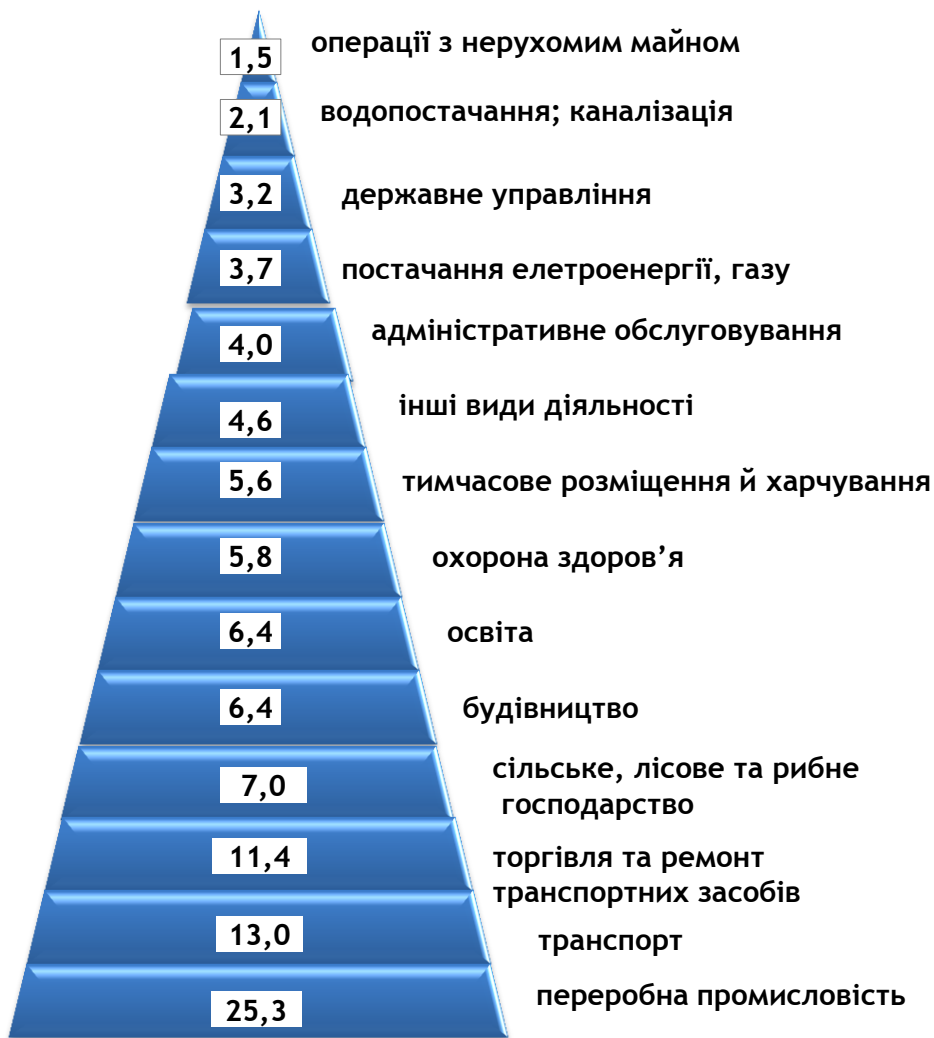 1,5 операції з нерухомим майном
2,1 водопостачання; каналізація
3,2 державне управління
3,7 постачання елетроенергії, газу
4,0 адміністративне обслуговування
4,6 інші види діяльності
5,6 тимчасове розміщення й харчування
5,8 охорона здоров’я
6,4 освіта
6,4 будівництво
7,0 сільське, лісове та рибне
господарство
11,4 торгівля та ремонт
транспортних засобів
13,0 транспорт
25,3 переробна промисловість